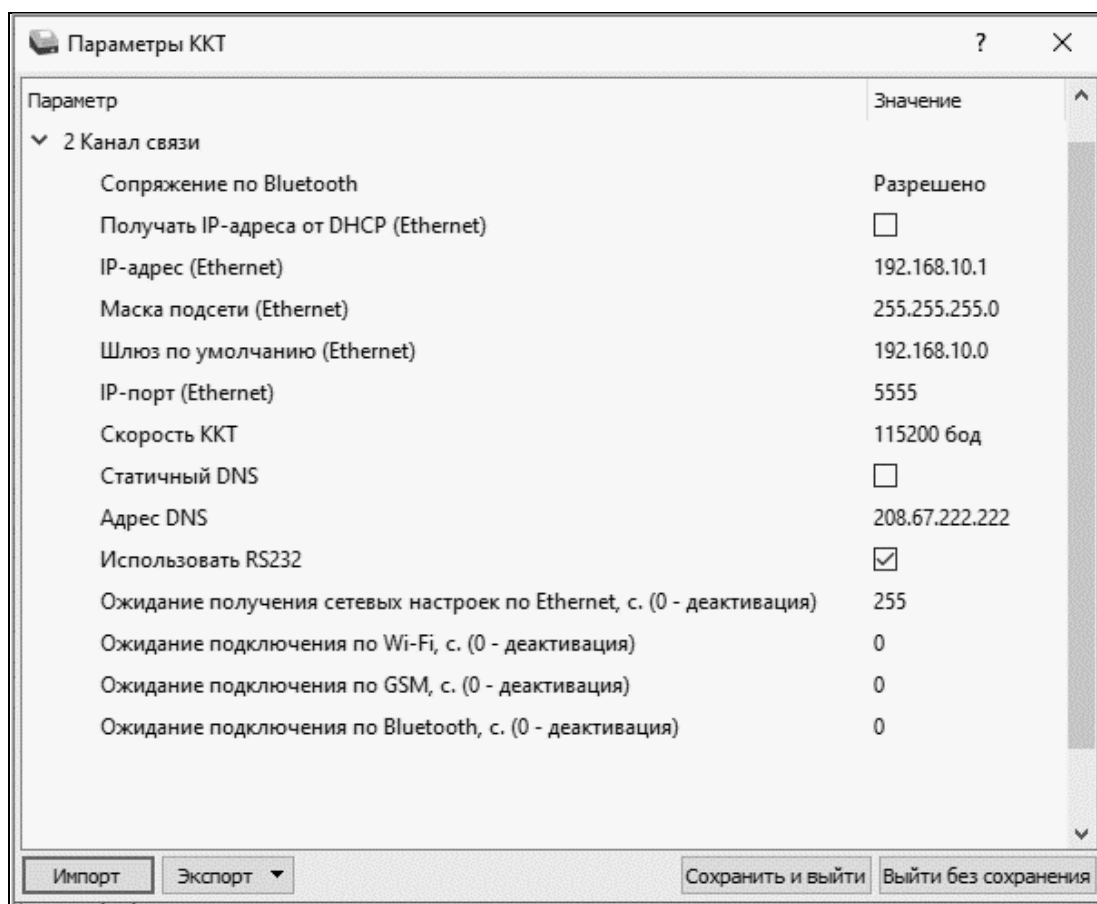 Параметры ККТ ?
Параметр Значение
2 Канал связи
Сопряжение по Bluetooth Разрешено
Получать IP-адреса от DHCP (Ethernet)
IP-адрес (Ethernet) 192.168.10.1
Маска подсети (Ethernet) 255.255.255.0
Шлюз по умолчанию (Ethernet) 192.168.10.0
IP-порт (Ethernet) 5555
Скорость ККТ 115200 бод
Статичный DNS
Адрес DNS 208.67.222.222
Использовать RS232
Ожидание получения сетевых настроек по Ethernet, с. (0 - деактивация) 255
Ожидание подключения по Wi-Fi, с. (0 - деактивация) 0
Ожидание подключения по GSM, с. (0 - деактивация) 0
Ожидание подключения по Bluetooth, с. (0 - деактивация) 0
Импорт Экспорт Сохранить и выйти Выйти без сохранения